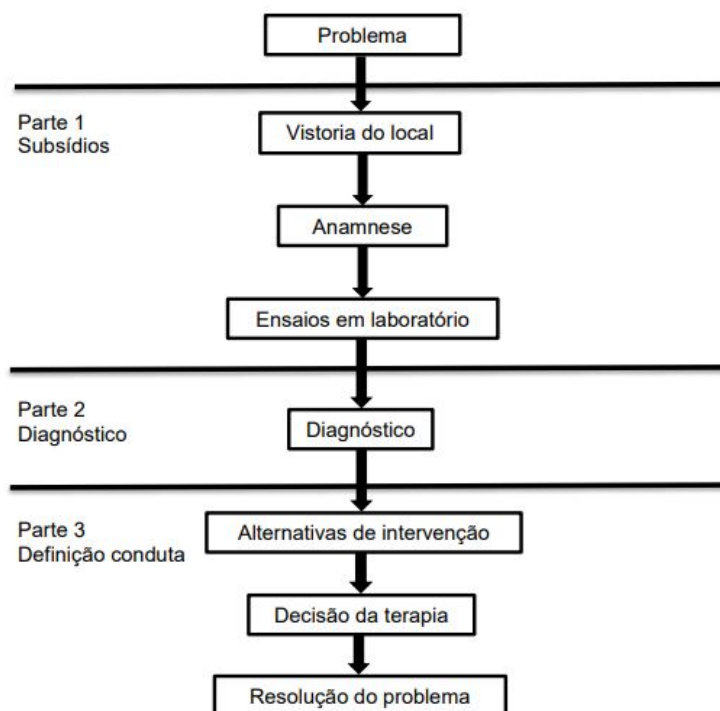 Problema
Parte 1
Subsídios
Vistoria do local
Anamnese
Ensaios em laboratório
Parte 2
Diagnóstico
Diagnóstico
Parte 3
Definição conduta
Alternativas de intervenção
Decisão da terapia
Resolução do problema